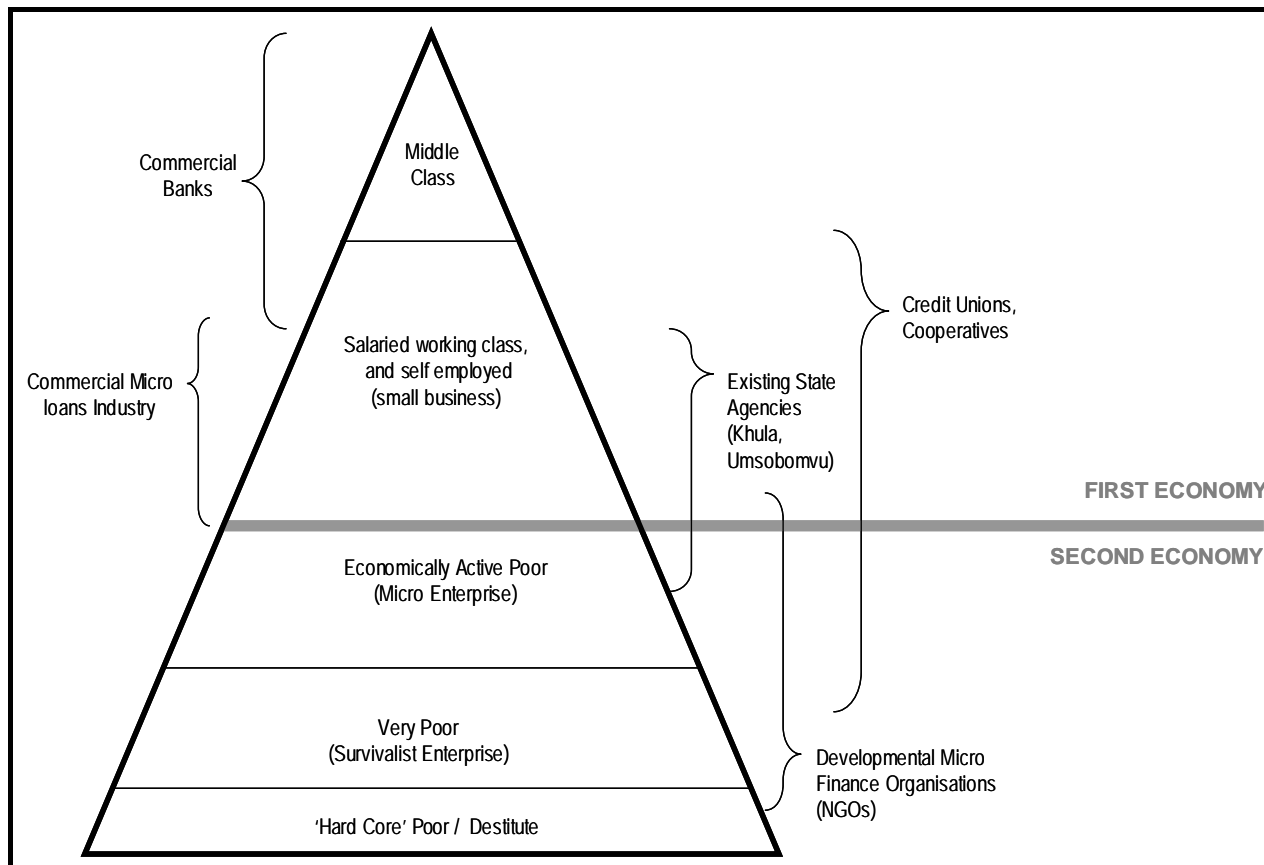 Middle
Class
Commercial
Banks
Credit Unions,
Cooperatives
Salaried working class,
and self employed
(small business)
Commercial Micro
loans Industry
Existing State
Agencies
(Khula,
Umsobomvu)
FIRST ECONOMY
SECOND ECONOMY
Economically Active Poor
(Micro Enterprise)
Very Poor
(Survivalist Enterprise)
Developmental Micro
Finance Organisations
(NGOs)
‘Hard Core’ Poor / Destitute